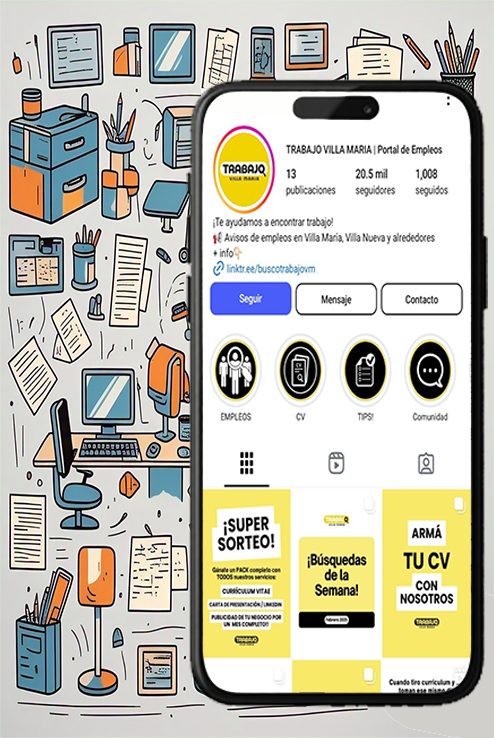 TRABAJO
VILLA MARIA
TRABAJO VILLA MARIA | Portal de Empleos
13
publicaciones
20.5 mil
seguidores
1,008
seguidos
¡Te ayudamos a encontrar trabajo!
📢 Avisos de empleos en Villa María, Villa Nueva y alrededores
+ info👇🏻
linktr.ee/buscotrabajovm
Seguir
Mensaje
Contacto
EMPLEOS
CV
TIPS!
Comunidad
¡SUPER
SORTEO!
Gánate un PACK completo con
TODOS nuestros servicios:
CURRÍCULUM VITAE
CARTA DE PRESENTACIÓN / LINKEDIN
PUBLICIDAD DE TU NEGOCIO POR
UN MES COMPLETO!!
TRABAJO
TRABAJO
¡Búsquedas
de la
Semana!
Febrero 2025
ARMÁ
TU CV
CON
NOSOTROS
TRABAJO
Cuando tiro curriculum y
toman ese mismo d